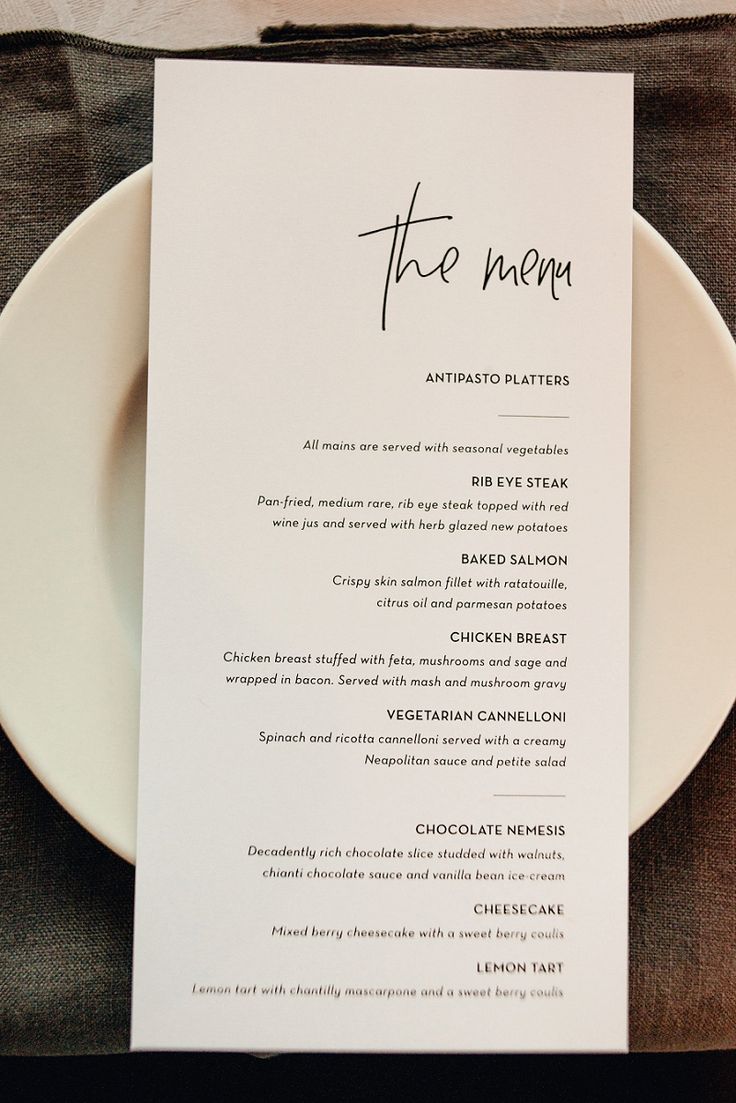 the menu
ANTIPASTO PLATTERS
All mains are served with seasonal vegetables
RIB EYE STEAK
Pan-fried, medium rare, rib eye steak topped with red
wine jus and served with herb glazed new potatoes
BAKED SALMON
Crispy skin salmon fillet with ratatouille,
citrus oil and parmesan potatoes
CHICKEN BREAST
Chicken breast stuffed with feta, mushrooms and sage and
wrapped in bacon. Served with mash and mushroom gravy
VEGETARIAN CANNELLONI
Spinach and ricotta cannelloni served with a creamy
Neapolitan sauce and petite salad
CHOCOLATE NEMESIS
Decadently rich chocolate slice studded with walnuts,
chianti chocolate sauce and vanilla bean ice-cream
CHEESECAKE
Mixed berry cheesecake with a sweet berry coulis
LEMON TART
Lemon tart with chantilly mascarpone and a sweet berry coulis